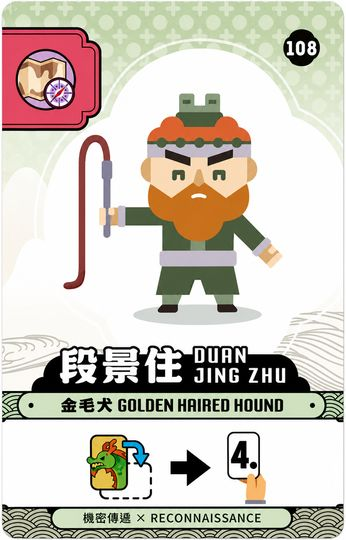 108
段景住 DUAN JING ZHU
金毛犬 GOLDEN HAIRED HOUND
4.
機密傳遞 × RECONNAISSANCE